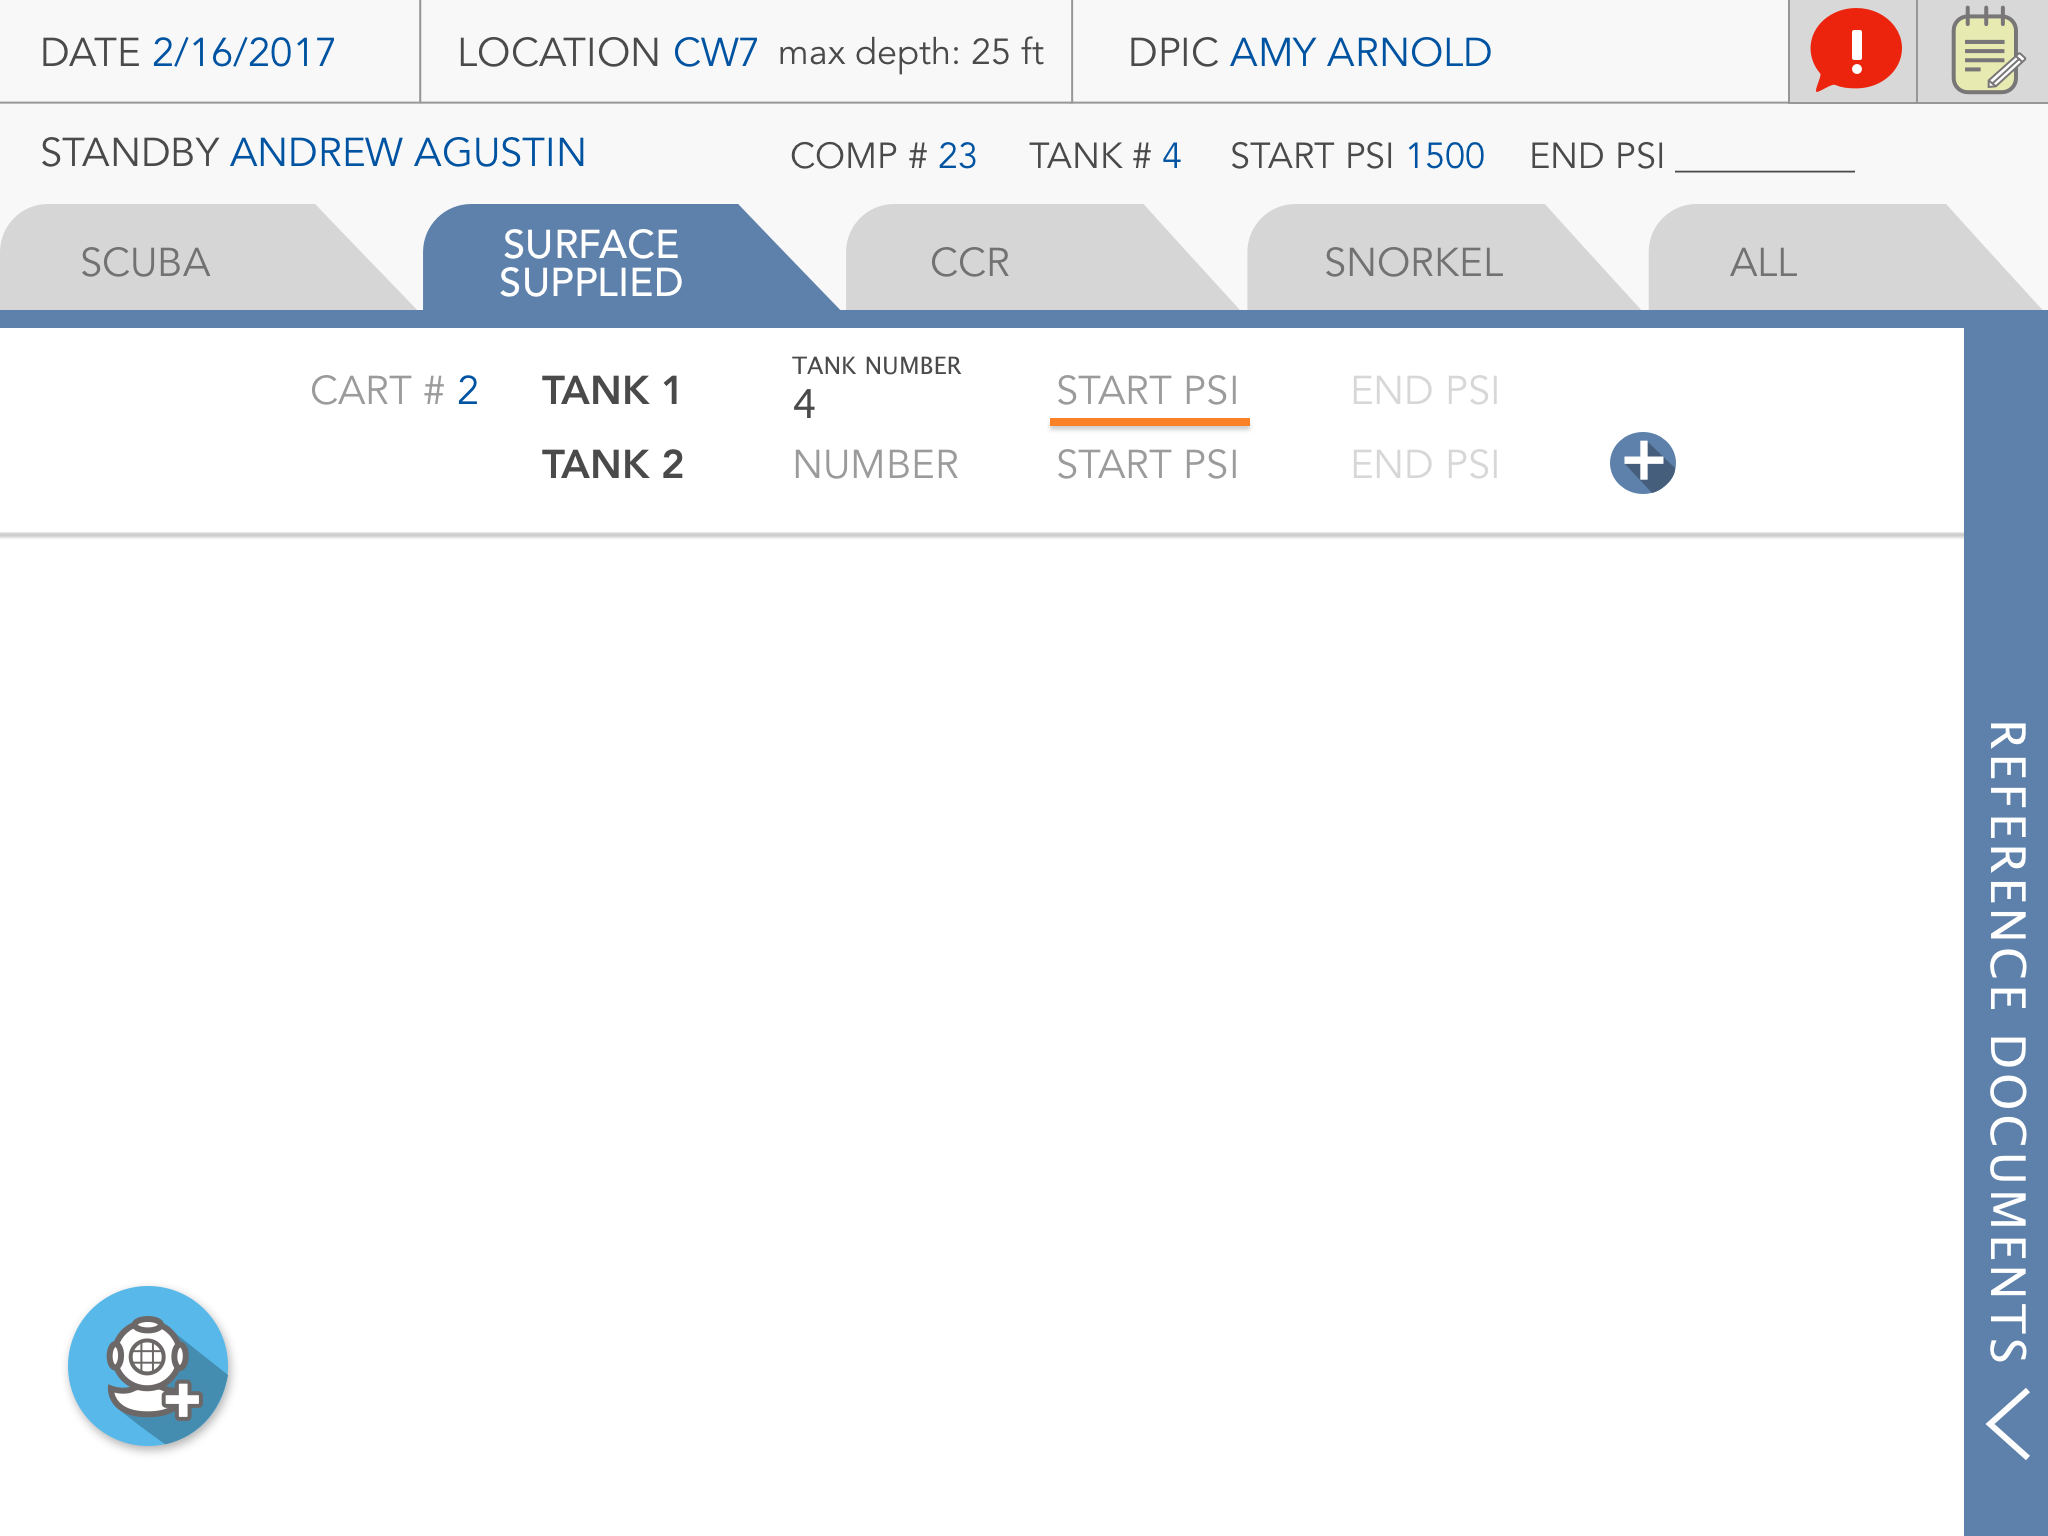 DATE 2/16/2017
LOCATION CW7 max depth: 25 ft
DPIC AMY ARNOLD
STANDBY ANDREW AGUSTIN
COMP # 23 TANK # 4 START PSI 1500 END PSI
SCUBA
SURFACE
SUPPLIED
CCR
SNORKEL
ALL
CART # 2 TANK 1
TANK NUMBER
4
START PSI END PSI
TANK 2 NUMBER START PSI END PSI
REFERENCE DOCUMENTS